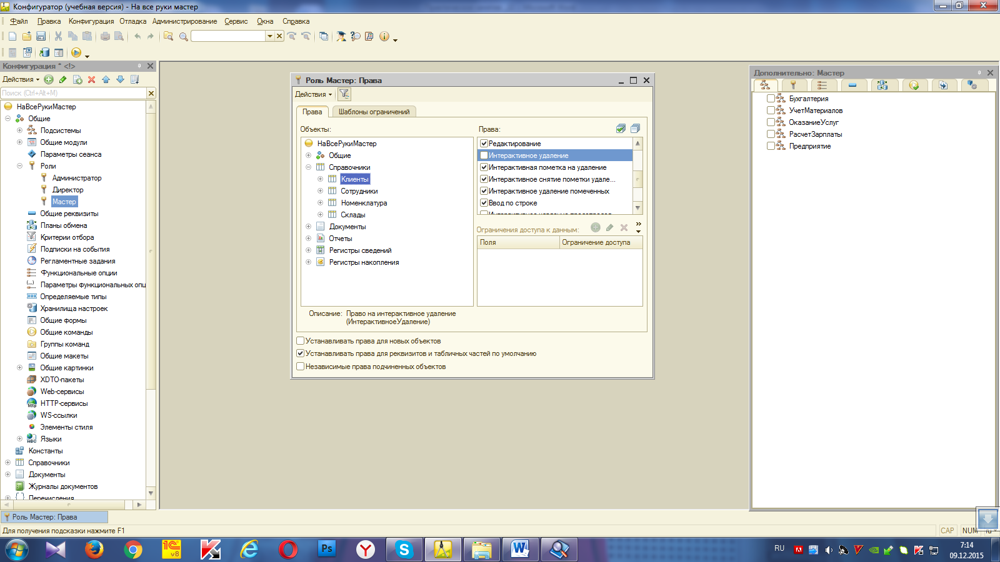 Конфигуратор (учебная версия) - На все руки мастер
Файл Правка Конфигурация Отладка Администрирование Сервис Окна Справка
Конфигурация * <!>
Действия
Поиск (Ctrl+Alt+M)
НаВсеРукиМастер
Общие
Подсистемы
Общие модули
Параметры сеанса
Роли
Администратор
Директор
Мастер
Общие реквизиты
Планы обмена
Критерии отбора
Подписки на события
Регламентные задания
Функциональные опции
Параметры функциональных опц
Определяемые типы
Хранилища настроек
Общие формы
Общие команды
Группы команд
Общие макеты
Общие картинки
XDTO-пакеты
Web-сервисы
HTTP-сервисы
WS-ссылки
Элементы стиля
Языки
Константы
Справочники
Документы
Журналы документов
Перечисления
Роль Мастер: Права
Действия
Права Шаблоны ограничений
Объекты:
НаВсеРукиМастер
Общие
Справочники
Клиенты
Сотрудники
Номенклатура
Склады
Документы
Отчеты
Регистры сведений
Регистры накопления
Права:
Редактирование
Интерактивное удаление
Интерактивная пометка на удаление
Интерактивное снятие пометки удале...
Интерактивное удаление помеченных
Ввод по строке
Ограничения доступа к данным:
Поля Ограничение доступа
Описание: Право на интерактивное удаление
(ИнтерактивноеУдаление)
Устанавливать права для новых объектов
Устанавливать права для реквизитов и табличных частей по умолчанию
Независимые права подчиненных объектов
Дополнительно: Мастер
Бухгалтерия
УчетМатериалов
ОказаниеУслуг
РасчетЗарплаты
Предприятие
Роль Мастер: Права
Для получения подсказки нажмите F1
CAP NUM
RU
7:14
09.12.2015